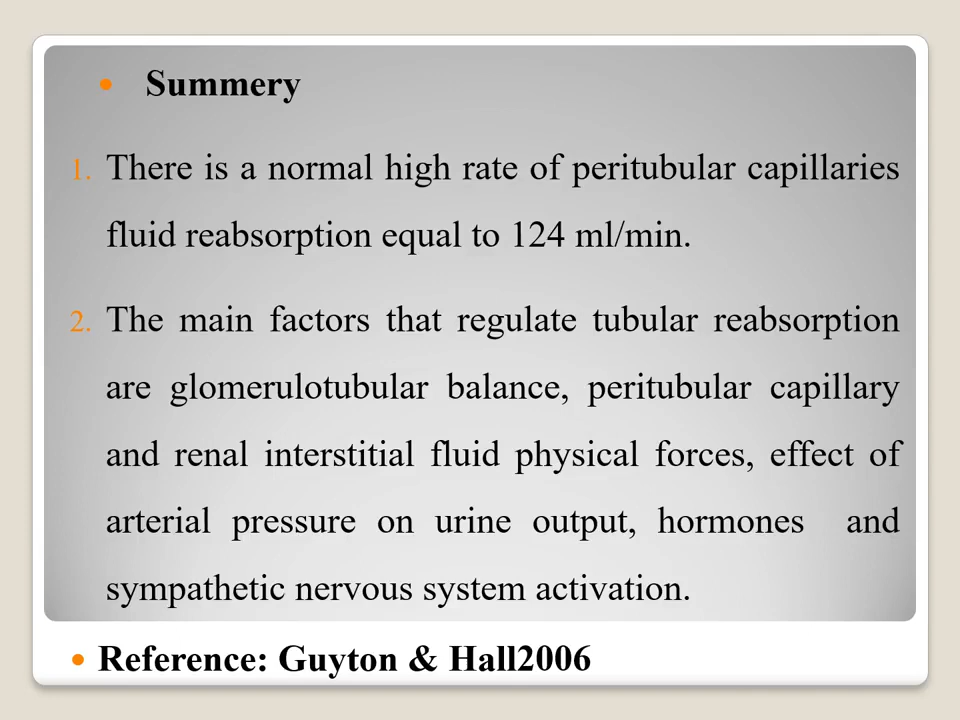 Summery
1. There is a normal high rate of peritubular capillaries
fluid reabsorption equal to 124 ml/min.
2. The main factors that regulate tubular reabsorption
are glomerulotubular balance, peritubular capillary
and renal interstitial fluid physical forces, effect of
arterial pressure on urine output, hormones and
sympathetic nervous system activation.
Reference: Guyton & Hall2006